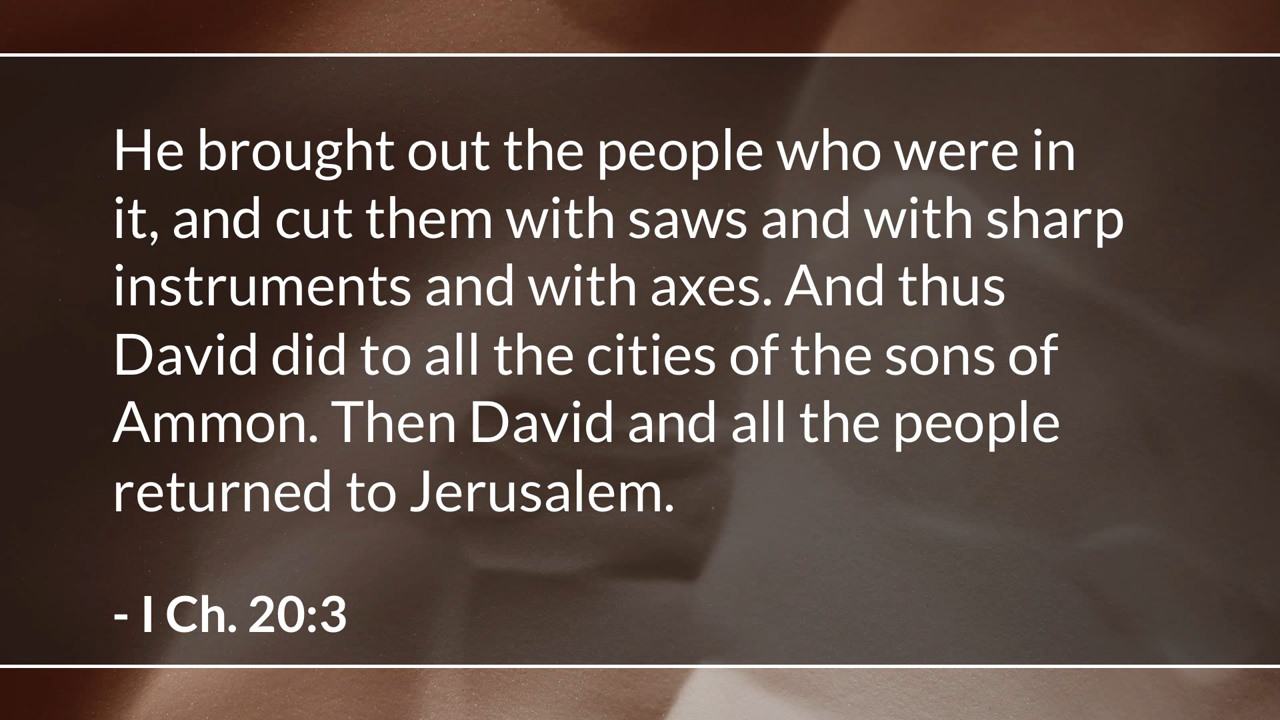 He brought out the people who were in
it, and cut them with saws and with sharp
instruments and with axes. And thus
David did to all the cities of the sons of
Ammon. Then David and all the people
returned to Jerusalem.
- I Ch. 20:3